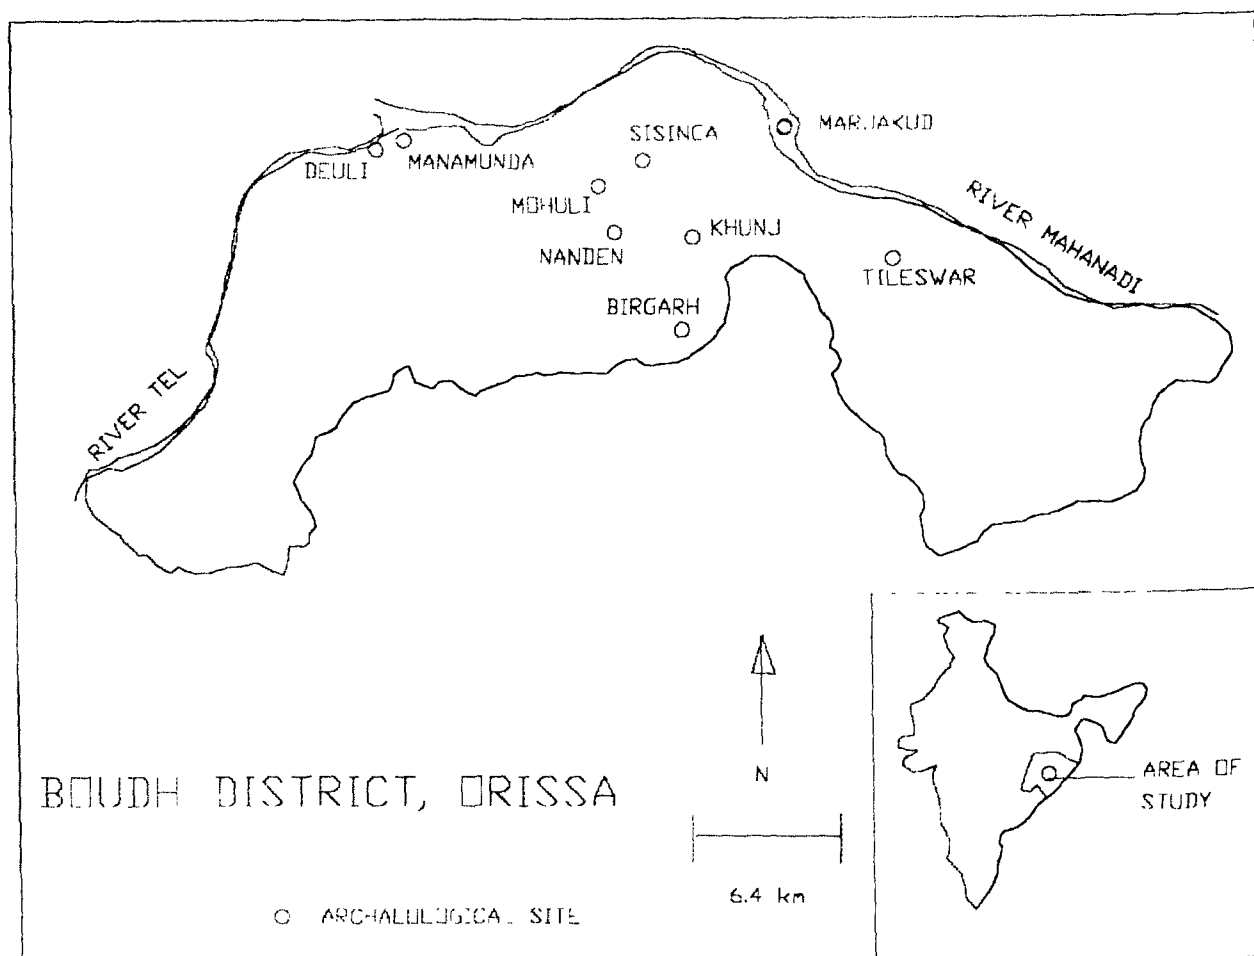 MARJAKUD
SISINCA
MANAMUNDA
DEULI
MOHULI
RIVER MAHANADI
KHUNJ
NANDEN
TILESWAR
BIRGARH
RIVER TEL
N
AREA OF
STUDY
BOUDH DISTRICT, ORISSA
6.4 km
SITE